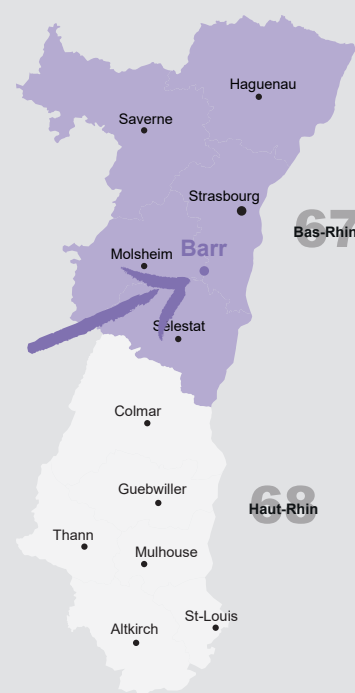 Haguenau
Saverne
Strasbourg
67
Bas-Rhin
Molsheim
Barr
Sélestat
Colmar
Guebwiller
68
Haut-Rhin
Thann
Mulhouse
St-Louis
Altkirch